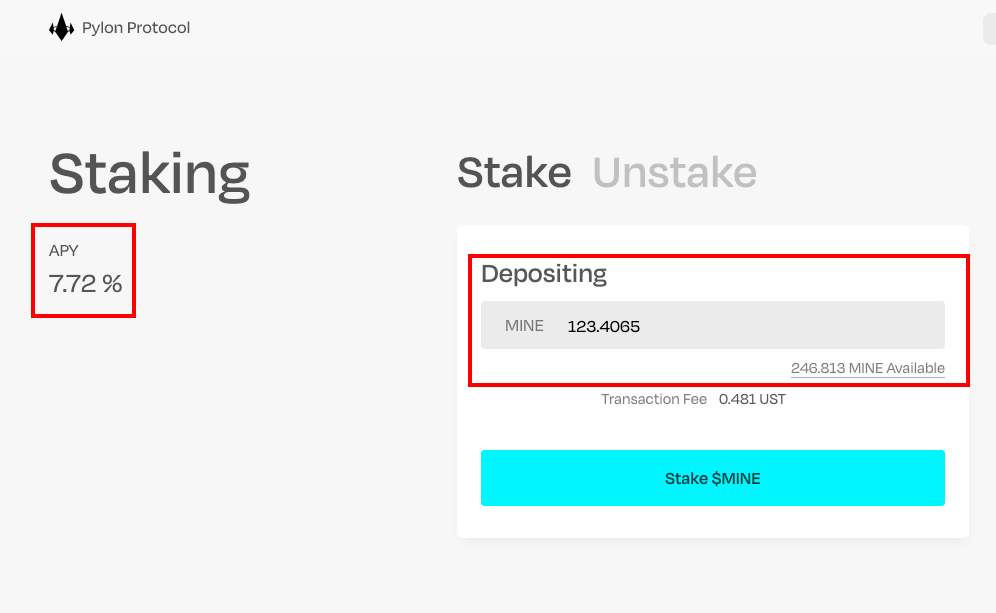 Pylon Protocol
Staking
APY
7.72 %
Stake Unstake
Depositing
MINE 123.4065
246.813 MINE Available
Transaction Fee 0.481 UST
Stake $MINE